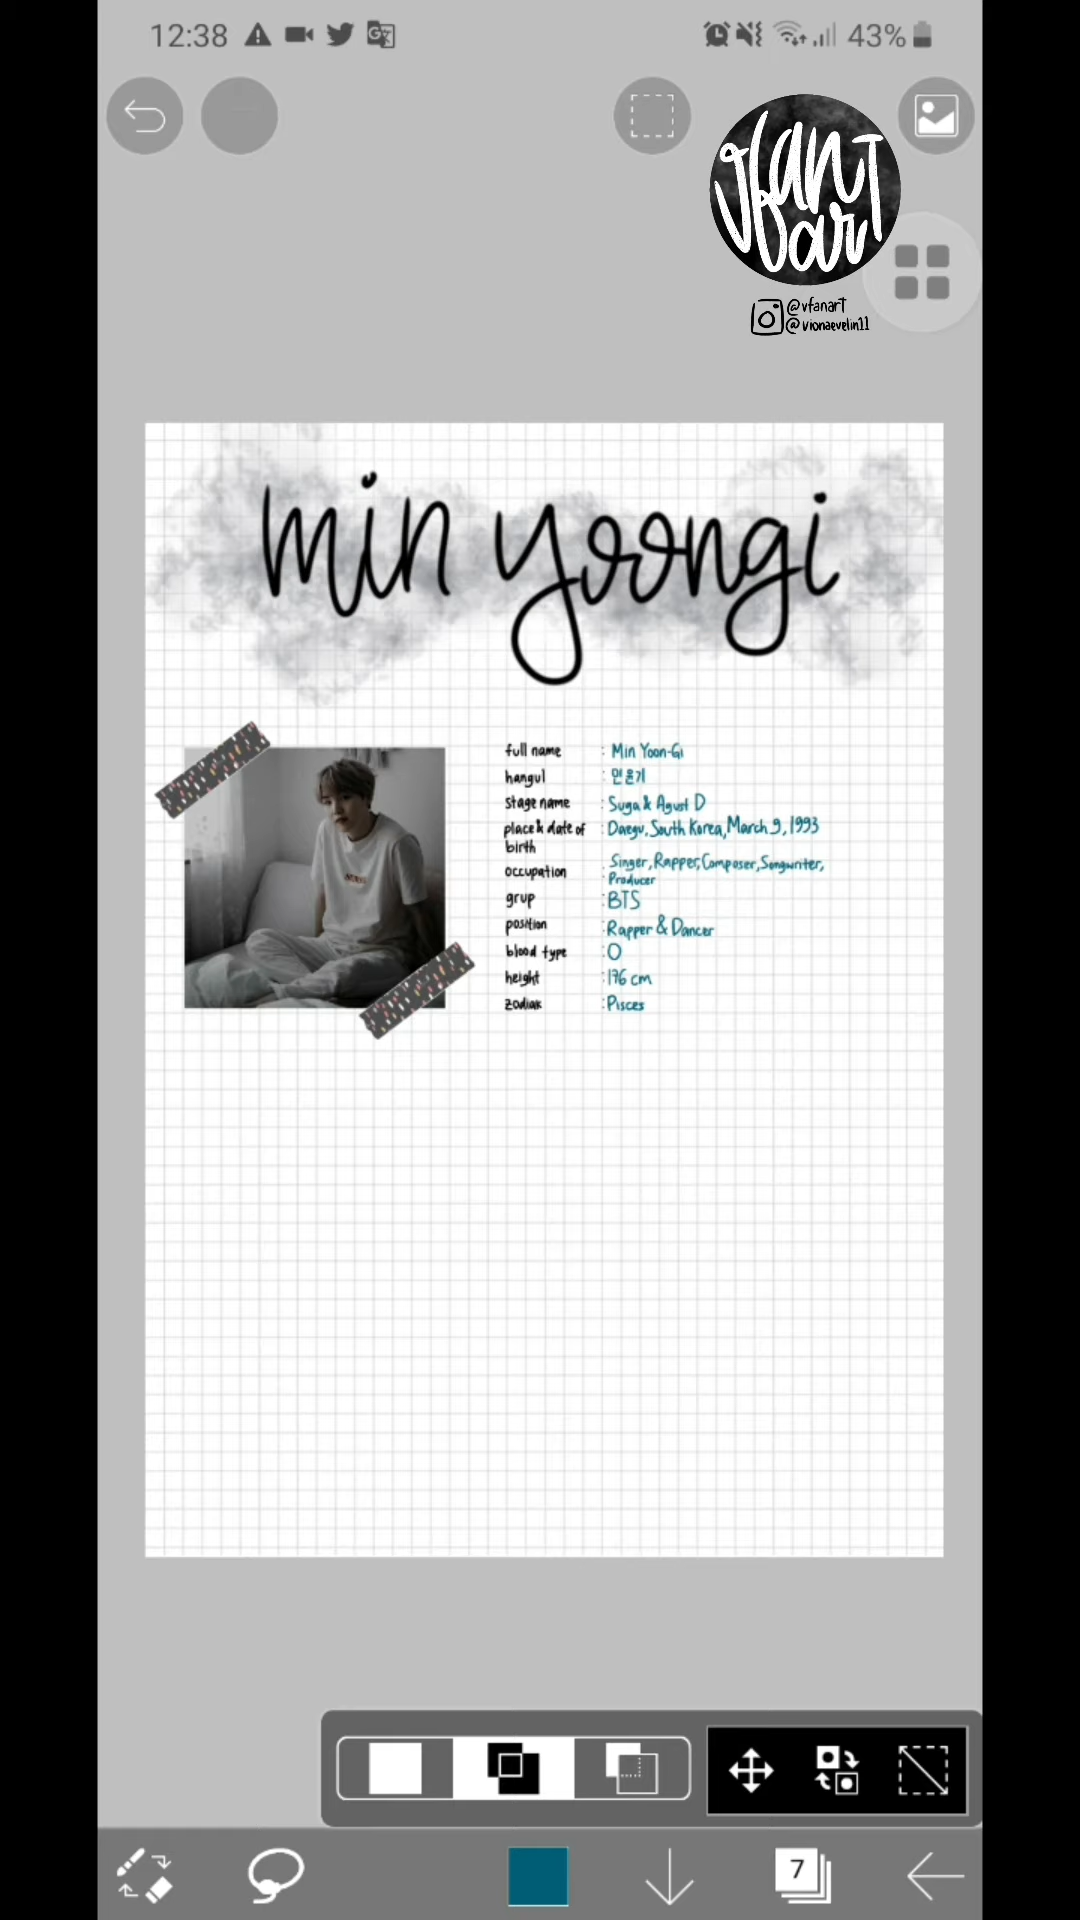 12:38
43%
vfanart
@vfanart
@vionaevelin11
min yoongi
full name : Min Yoon-Gi
hangul : 민윤기
stage name : Suga & Agust D
place & date of : Daegu, South Korea, March 9, 1993
birth
occupation : Singer, Rapper, Composer, Songwriter,
Producer
grup : BTS
position : Rapper & Dancer
blood type : O
height : 176 cm
zodiak : Pisces
7